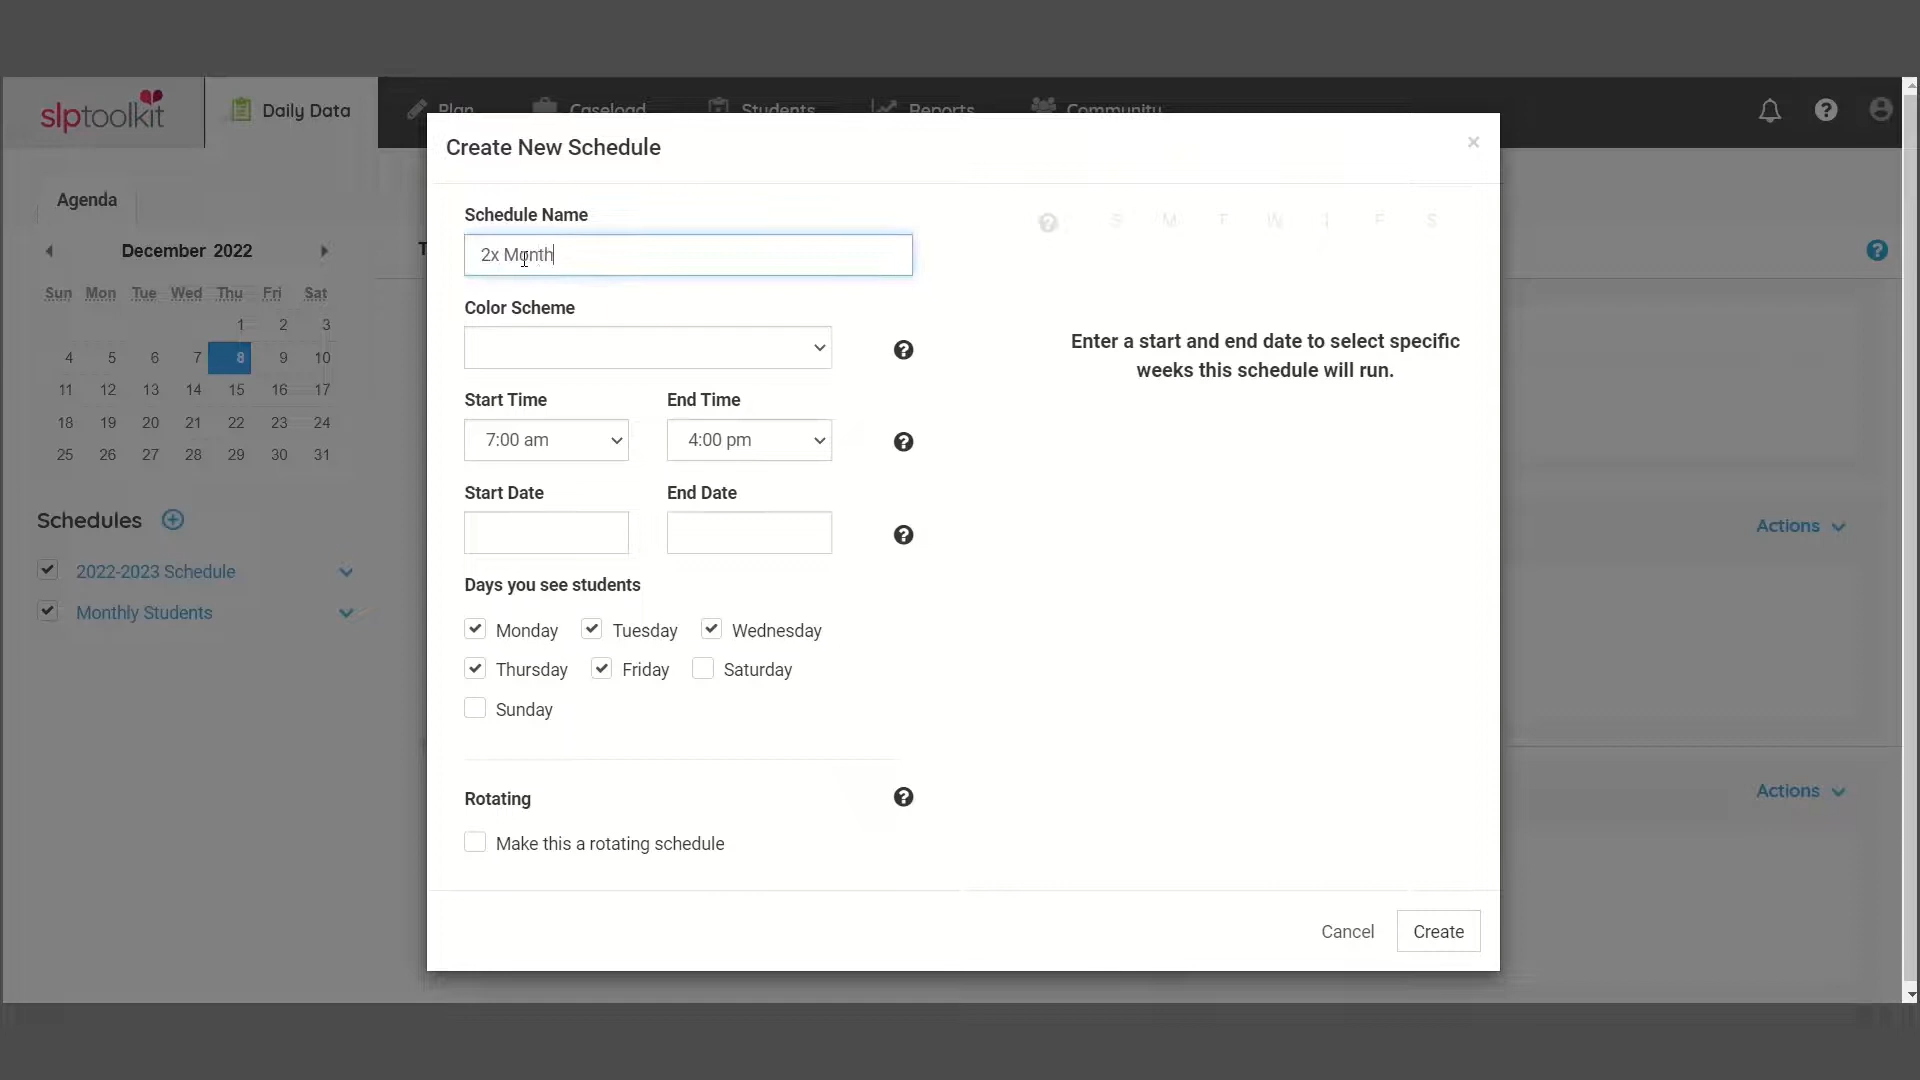 slptoolkit
Daily Data
Plan
Caseload
Students
Reports
Community
Agenda
December 2022
Sun Mon Tue Wed Thu Fri Sat
1 2 3
4 5 6 7 8 9 10
11 12 13 14 15 16 17
18 19 20 21 22 23 24
25 26 27 28 29 30 31
Schedules
2022-2023 Schedule
Monthly Students
Create New Schedule
×
Schedule Name
2x Month
Color Scheme
?
Start Time End Time
7:00 am 4:00 pm
?
Start Date End Date
?
Days you see students
Monday Tuesday Wednesday
Thursday Friday Saturday
Sunday
Rotating
?
Make this a rotating schedule
? S M T W F S
Enter a start and end date to select specific
weeks this schedule will run.
Cancel Create
?
?
Actions
Actions